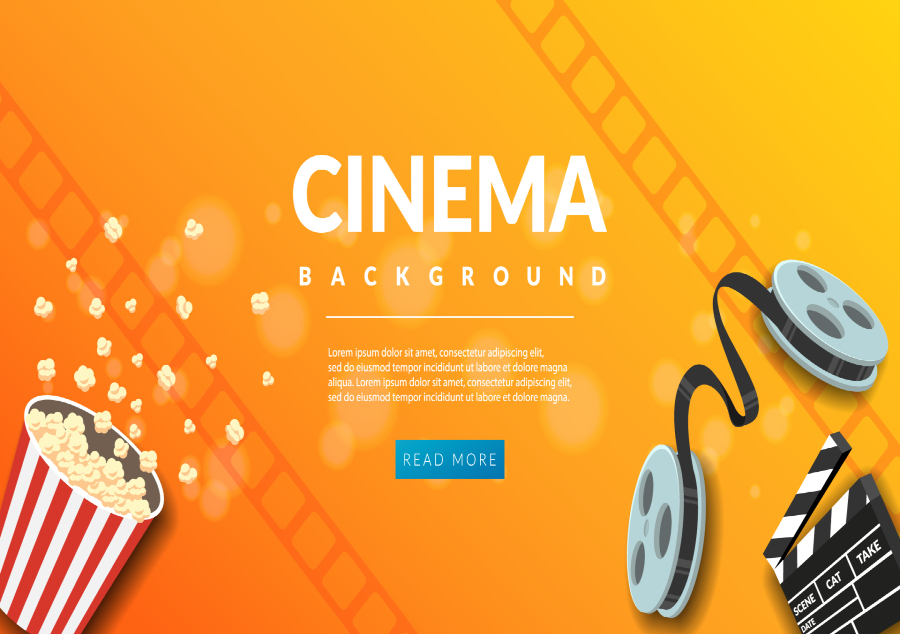 CINEMA
BACKGROUND
Lorem ipsum dolor sit amet, consectetur adipiscing elit,
sed do eiusmod tempor incididunt ut labore et dolore magna
aliqua. Lorem ipsum dolor sit amet, consectetur adipiscing elit,
sed do eiusmod tempor incididunt ut labore et dolore magna.
READ MORE
SCENE CAT TAKE
DATE